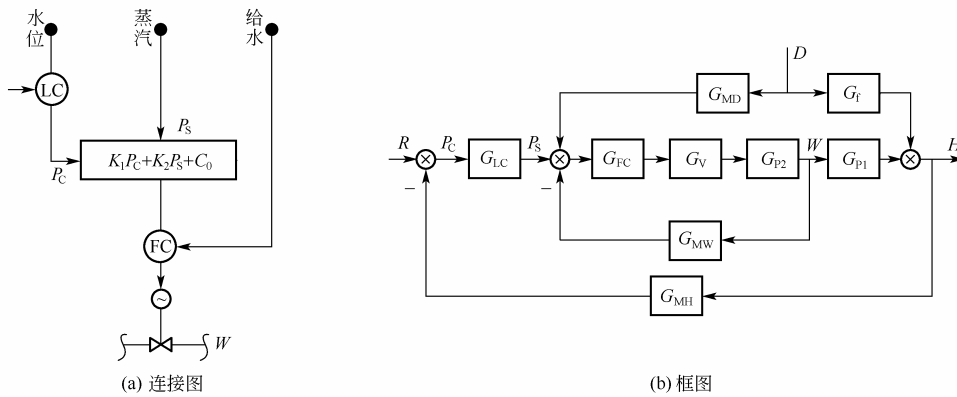 水位
蒸汽
给水
LC
P_S
K_1P_C+K_2P_S+C_0
P_C
FC
~
W
(a) 连接图
D
G_MD
G_f
R
P_C
G_LC
P_S
G_FC
G_V
G_P2
W
G_P1
H
−
−
G_MW
G_MH
(b) 框图